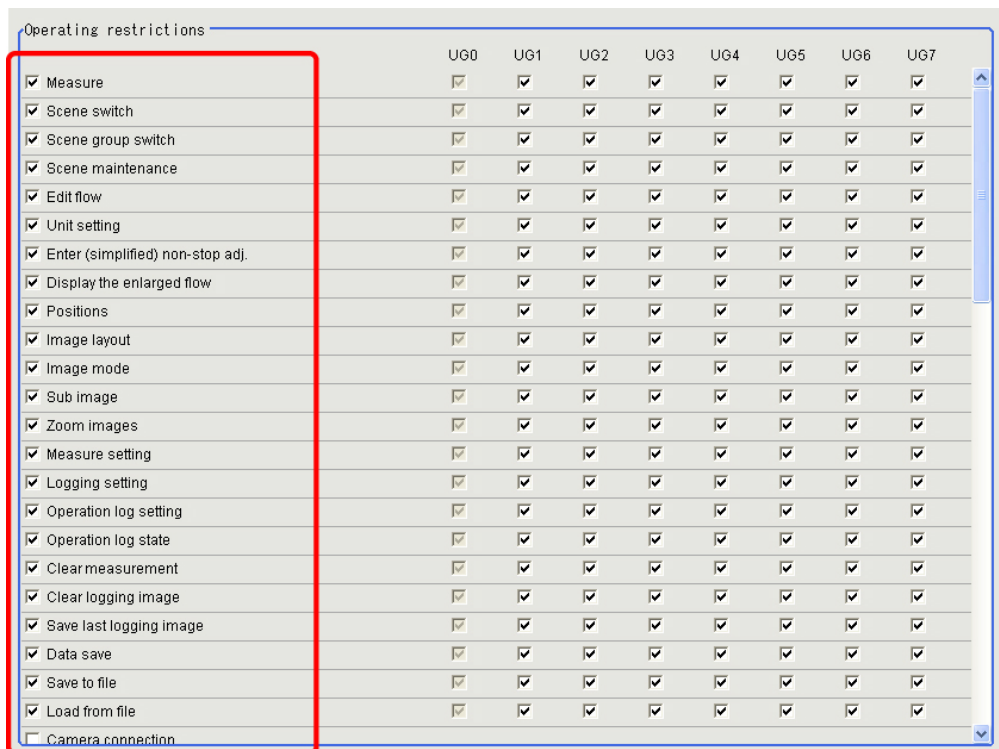 Operating restrictions
UG0 UG1 UG2 UG3 UG4 UG5 UG6 UG7
Measure
Scene switch
Scene group switch
Scene maintenance
Edit flow
Unit setting
Enter (simplified) non-stop adj.
Display the enlarged flow
Positions
Image layout
Image mode
Sub image
Zoom images
Measure setting
Logging setting
Operation log setting
Operation log state
Clear measurement
Clear logging image
Save last logging image
Data save
Save to file
Load from file
Camera connection